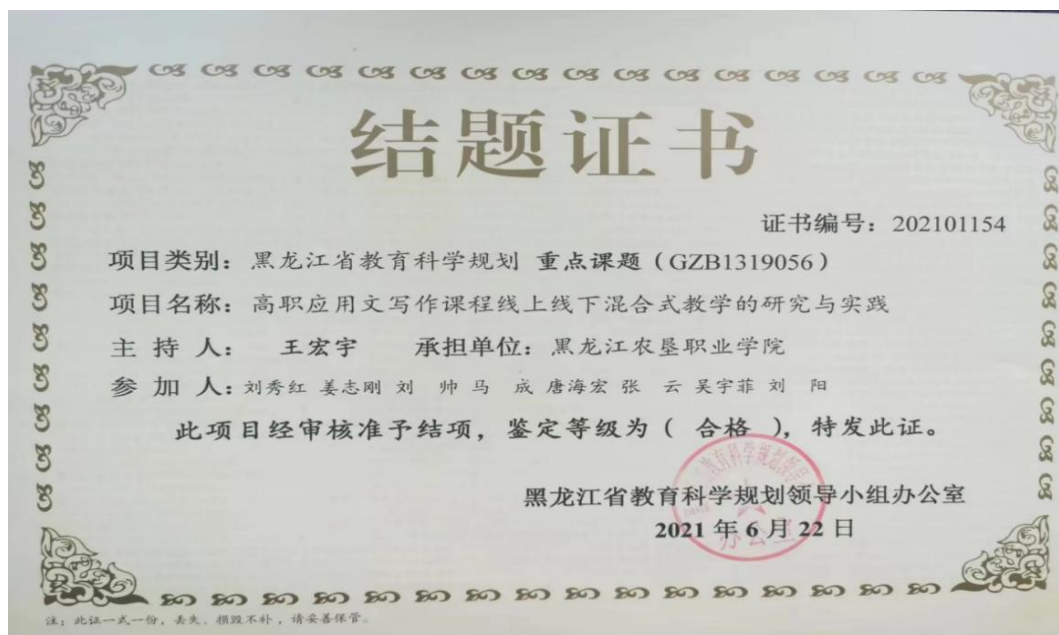 结题证书
证书编号：202101154
项目类别：黑龙江省教育科学规划 重点课题（GZB1319056）
项目名称：高职应用文写作课程线上线下混合式教学的研究与实践
主 持 人： 王宏宇 承担单位：黑龙江农垦职业学院
参 加 人：刘秀红 姜志刚 刘 帅 马 成 唐海宏 张 云 吴宇菲 刘 阳
此项目经审核准予结项，鉴定等级为（ 合格 ），特发此证。
黑龙江省教育科学规划领导小组办公室
2021 年 6 月 22 日
办公室
注：此证一式一份，丢失、损毁不补，请妥善保管。